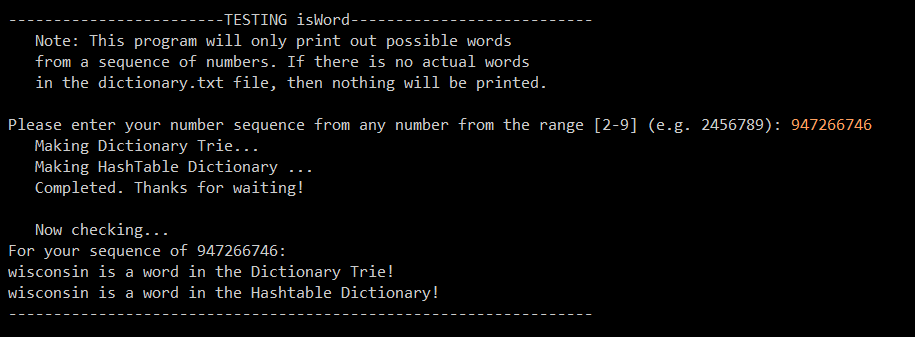 ------------------------TESTING isWord---------------------------
Note: This program will only print out possible words
from a sequence of numbers. If there is no actual words
in the dictionary.txt file, then nothing will be printed.
Please enter your number sequence from any number from the range [2-9] (e.g. 2456789): 947266746
Making Dictionary Trie...
Making HashTable Dictionary ...
Completed. Thanks for waiting!
Now checking...
For your sequence of 947266746:
wisconsin is a word in the Dictionary Trie!
wisconsin is a word in the Hashtable Dictionary!
-----------------------------------------------------------------